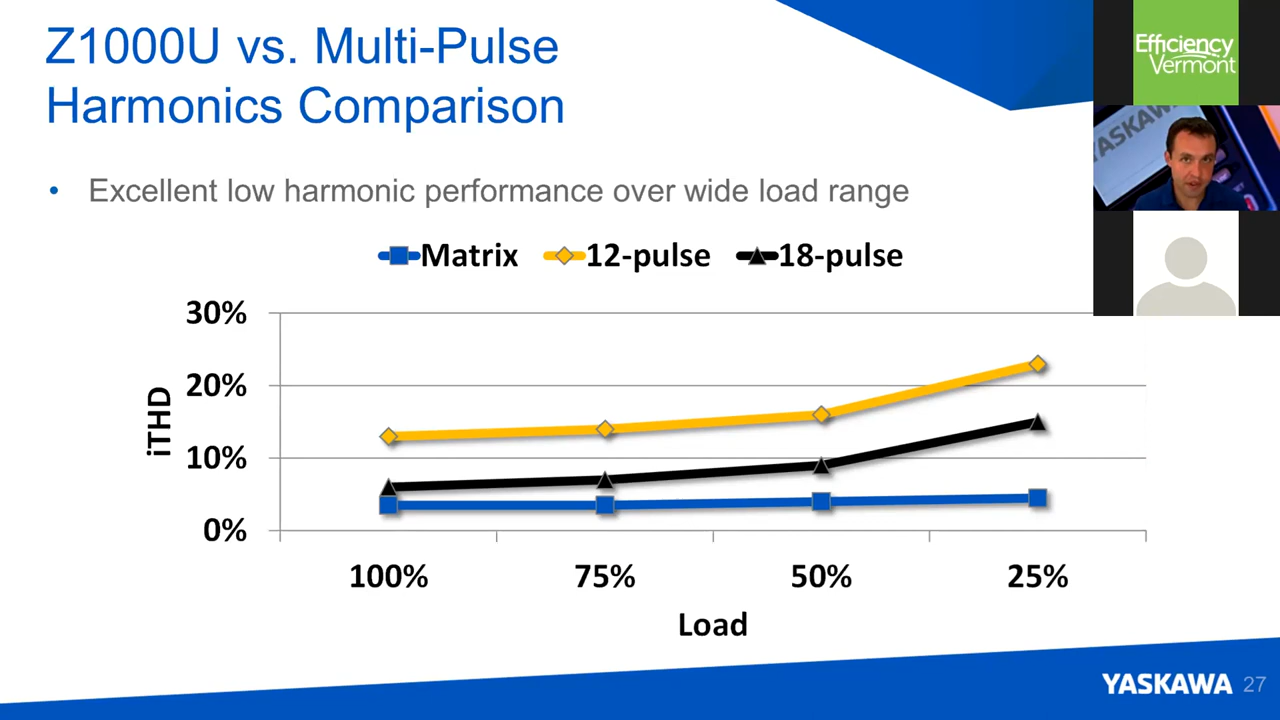 Z1000U vs. Multi-Pulse
Harmonics Comparison
Efficiency
Vermont
YASKAWA
• Excellent low harmonic performance over wide load range
Matrix 12-pulse 18-pulse
30%
20%
10%
0%
iTHD
100% 75% 50% 25%
Load
YASKAWA 27